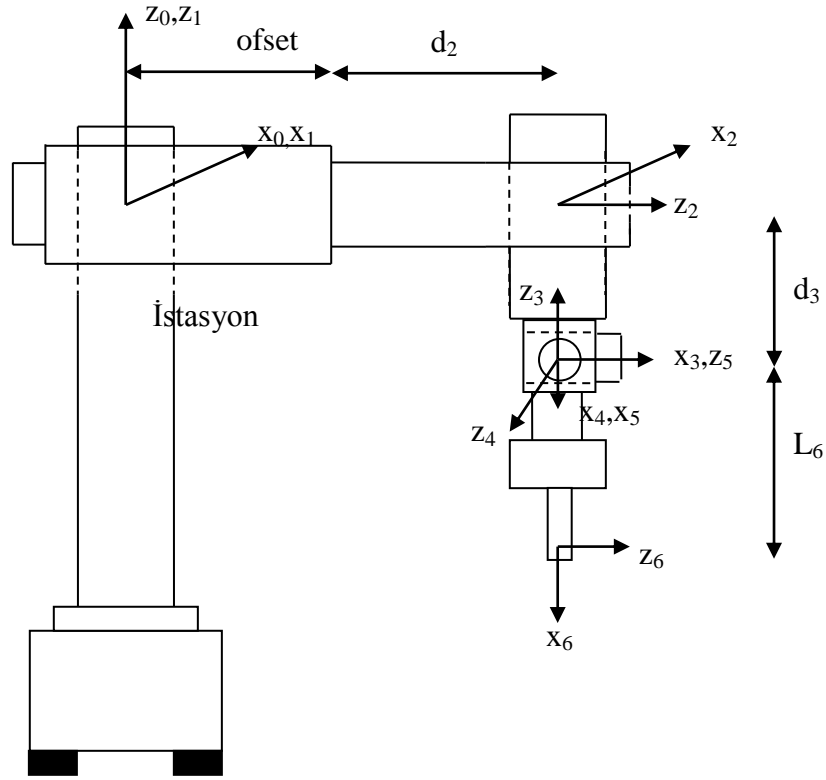 z₀,z₁
ofset
d₂
x₀,x₁
x₂
z₂
d₃
z₃
İstasyon
x₃,z₅
x₄,x₅
z₄
L₆
z₆
x₆